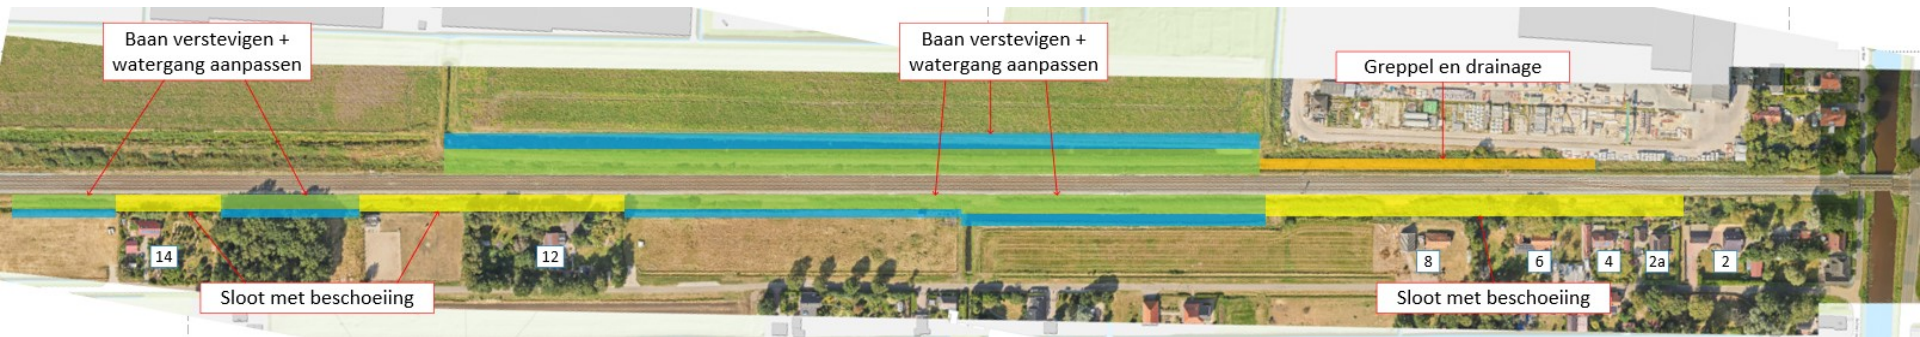 Baan verstevigen +
watergang aanpassen
Baan verstevigen +
watergang aanpassen
Greppel en drainage
14
12
8
6
4
2a
2
Sloot met beschoeiing
Sloot met beschoeiing